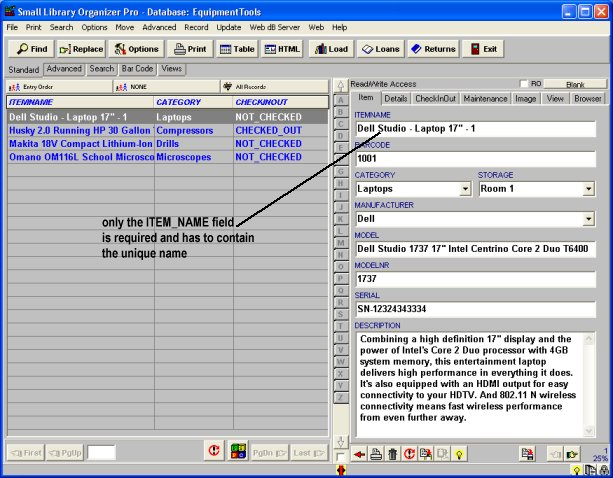 Small Library Organizer Pro - Database: EquipmentTools
File Print Search Options Move Advanced Record Update Web dB Server Web Help
Find Replace Options Print Table HTML Load Loans Returns Exit
Standard Advanced Search Bar Code Views
Entry Order NONE All Records
ITEMNAME CATEGORY CHECKINOUT
Dell Studio - Laptop 17" - 1 Laptops NOT_CHECKED
Husky 2.0 Running HP 30 Gallon Compressors CHECKED_OUT
Makita 18V Compact Lithium-Ion Drills NOT_CHECKED
Omano OM116L School Microsco Microscopes NOT_CHECKED
only the ITEM_NAME field
is required and has to contain
the unique name
First PgUp PgDn Last
A
B
C
D
E
F
G
H
I
J
K
L
M
N
O
P
Q
R
S
T
U
V
W
X
Y
Z
Read/Write Access RO Blank
Item Details CheckInOut Maintenance Image View Browser
ITEMNAME
Dell Studio - Laptop 17" - 1
BARCODE
1001
CATEGORY STORAGE
Laptops Room 1
MANUFACTURER
Dell
MODEL
Dell Studio 1737 17" Intel Centrino Core 2 Duo T6400
MODELNR
1737
SERIAL
SN-12324343334
DESCRIPTION
Combining a high definition 17" display and the
power of Intel's Core 2 Duo processor with 4GB
system memory, this entertainment laptop
delivers high performance in everything it does.
It's also equipped with an HDMI output for easy
connectivity to your HDTV. And 802.11 N wireless
connectivity means fast wireless performance
from even further away.
1
25%